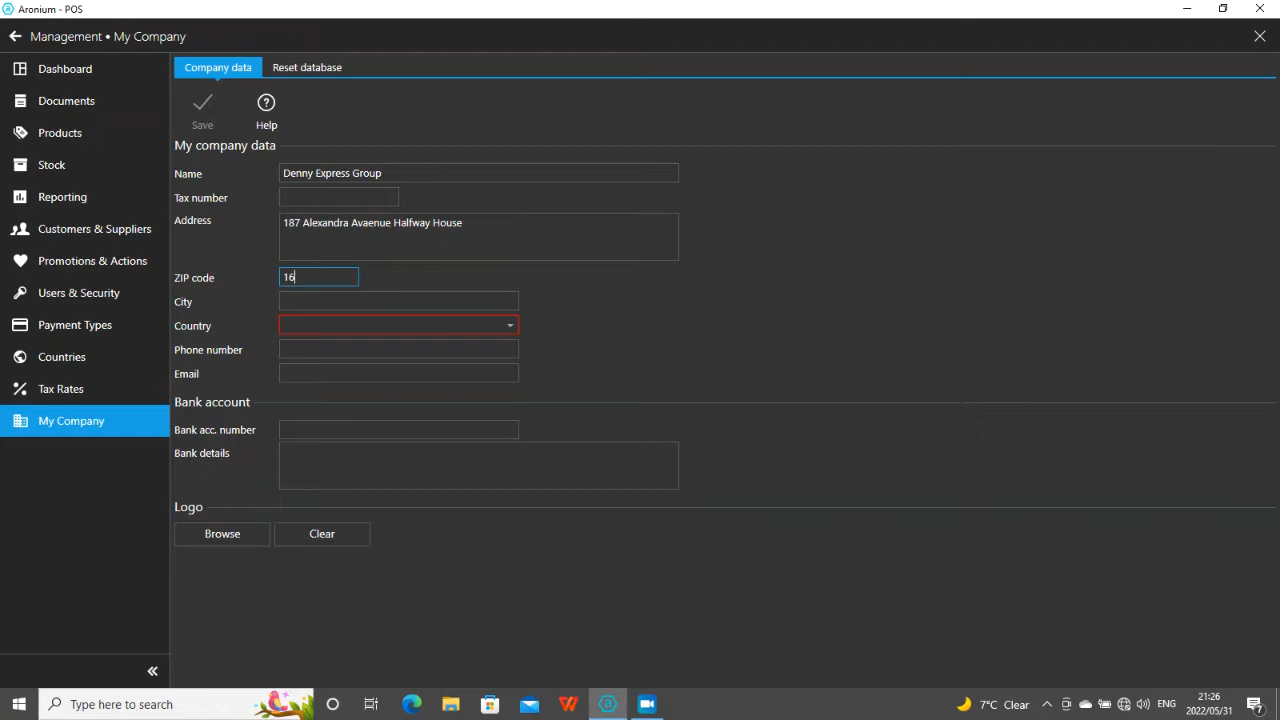 Aronium - POS
Management • My Company
Dashboard
Documents
Products
Stock
Reporting
Customers & Suppliers
Promotions & Actions
Users & Security
Payment Types
Countries
Tax Rates
My Company
Company data
Reset database
Save
Help
My company data
Name
Denny Express Group
Tax number
Address
187 Alexandra Avaenue Halfway House
ZIP code
16
City
Country
Phone number
Email
Bank account
Bank acc. number
Bank details
Logo
Browse
Clear
Type here to search
7°C Clear
ENG
21:26
2022/05/31
7